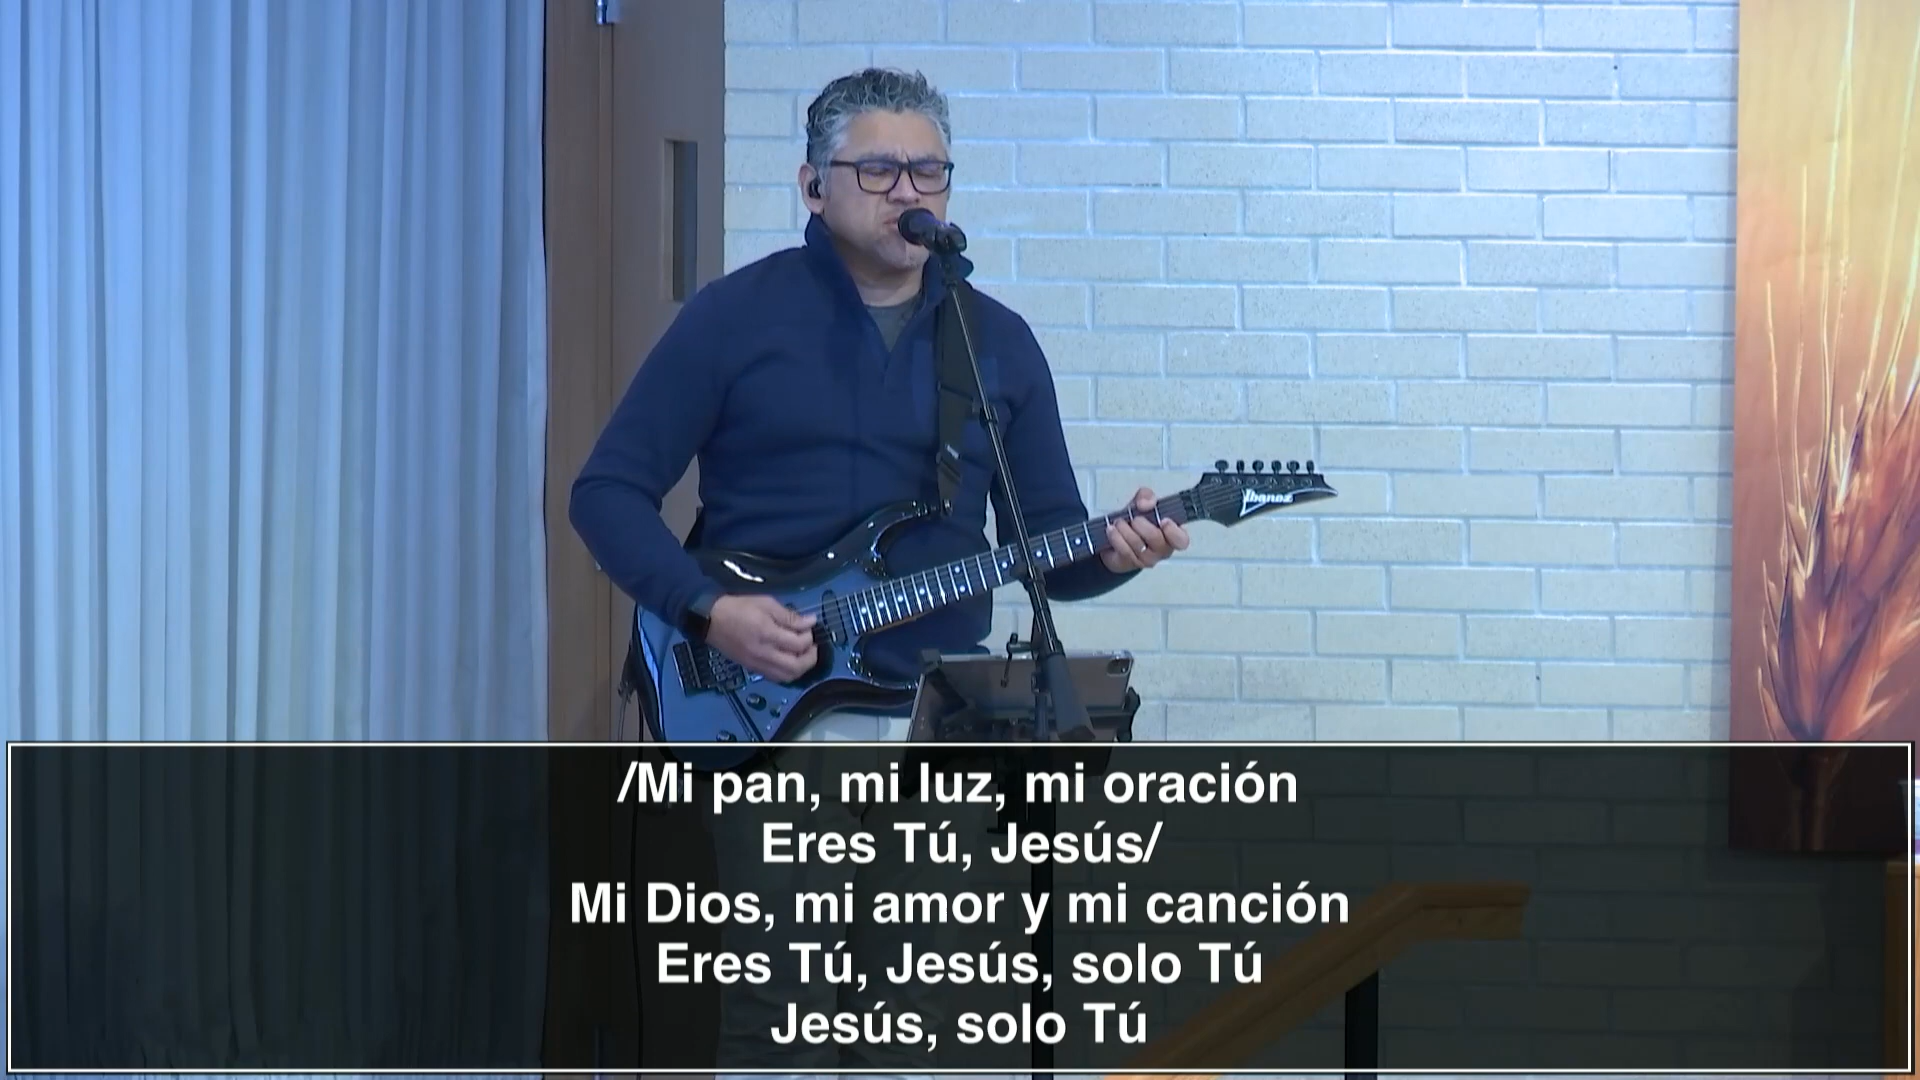 Ibanez
/Mi pan, mi luz, mi oración
Eres Tú, Jesús/
Mi Dios, mi amor y mi canción
Eres Tú, Jesús, solo Tú
Jesús, solo Tú